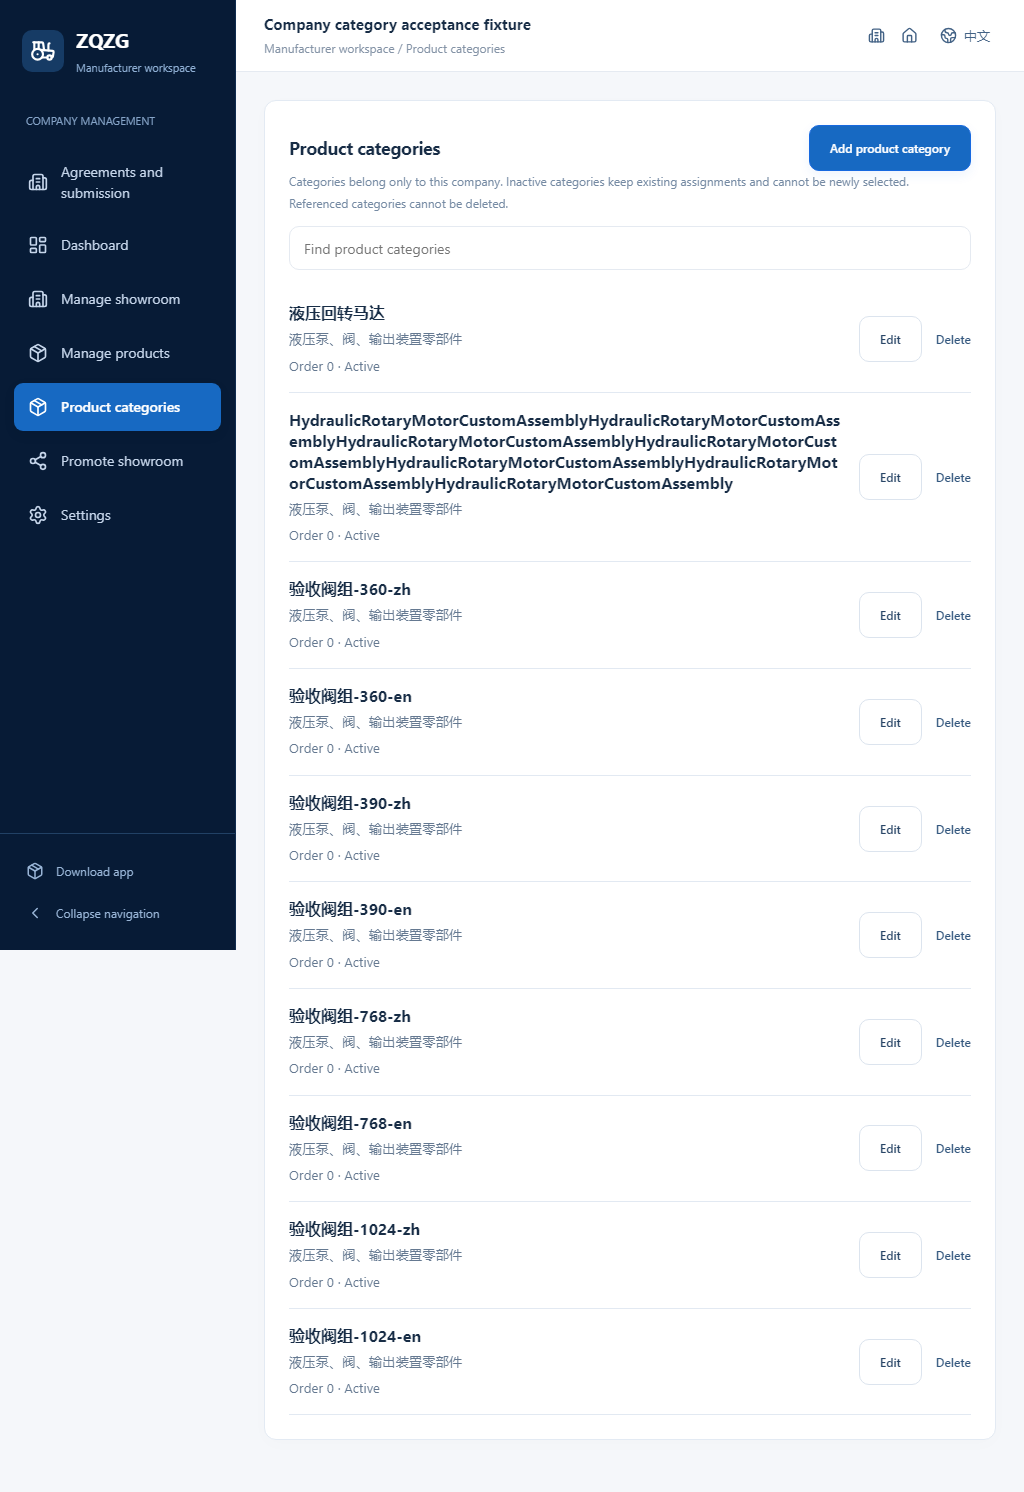 ZQZG
Manufacturer workspace
COMPANY MANAGEMENT
Agreements and
submission
Dashboard
Manage showroom
Manage products
Product categories
Promote showroom
Settings
Download app
Collapse navigation
Company category acceptance fixture
Manufacturer workspace / Product categories
中文
Product categories
Add product category
Categories belong only to this company. Inactive categories keep existing assignments and cannot be newly selected.
Referenced categories cannot be deleted.
Find product categories
液压回转马达
液压泵、阀、输出装置零部件
Order 0 · Active
Edit
Delete
HydraulicRotaryMotorCustomAssemblyHydraulicRotaryMotorCustomAss
emblyHydraulicRotaryMotorCustomAssemblyHydraulicRotaryMotorCust
omAssemblyHydraulicRotaryMotorCustomAssemblyHydraulicRotaryMot
orCustomAssemblyHydraulicRotaryMotorCustomAssembly
液压泵、阀、输出装置零部件
Order 0 · Active
Edit
Delete
验收阀组-360-zh
液压泵、阀、输出装置零部件
Order 0 · Active
Edit
Delete
验收阀组-360-en
液压泵、阀、输出装置零部件
Order 0 · Active
Edit
Delete
验收阀组-390-zh
液压泵、阀、输出装置零部件
Order 0 · Active
Edit
Delete
验收阀组-390-en
液压泵、阀、输出装置零部件
Order 0 · Active
Edit
Delete
验收阀组-768-zh
液压泵、阀、输出装置零部件
Order 0 · Active
Edit
Delete
验收阀组-768-en
液压泵、阀、输出装置零部件
Order 0 · Active
Edit
Delete
验收阀组-1024-zh
液压泵、阀、输出装置零部件
Order 0 · Active
Edit
Delete
验收阀组-1024-en
液压泵、阀、输出装置零部件
Order 0 · Active
Edit
Delete